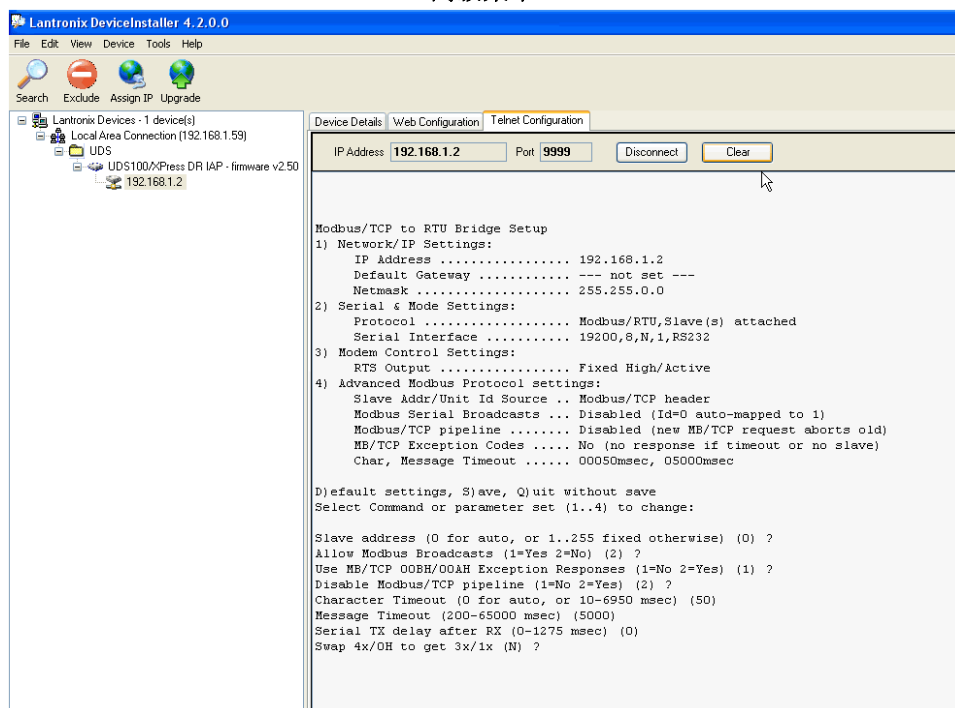 Lantronix DeviceInstaller 4.2.0.0
File Edit View Device Tools Help
Search Exclude Assign IP Upgrade
Lantronix Devices - 1 device(s)
Local Area Connection (192.168.1.59)
UDS
UDS100/XPress DR IAP - firmware v2.50
192.168.1.2
Device Details Web Configuration Telnet Configuration
IP Address 192.168.1.2 Port 9999 Disconnect Clear
Modbus/TCP to RTU Bridge Setup
1) Network/IP Settings:
IP Address ................. 192.168.1.2
Default Gateway ............ --- not set ---
Netmask .................... 255.255.0.0
2) Serial & Mode Settings:
Protocol ................... Modbus/RTU,Slave(s) attached
Serial Interface ........... 19200,8,N,1,RS232
3) Modem Control Settings:
RTS Output ................. Fixed High/Active
4) Advanced Modbus Protocol settings:
Slave Addr/Unit Id Source .. Modbus/TCP header
Modbus Serial Broadcasts ... Disabled (Id=0 auto-mapped to 1)
Modbus/TCP pipeline ........ Disabled (new MB/TCP request aborts old)
MB/TCP Exception Codes ..... No (no response if timeout or no slave)
Char, Message Timeout ...... 00050msec, 05000msec
D)efault settings, S)ave, Q)uit without save
Select Command or parameter set (1..4) to change:
Slave address (0 for auto, or 1..255 fixed otherwise) (0) ?
Allow Modbus Broadcasts (1=Yes 2=No) (2) ?
Use MB/TCP 00BH/00AH Exception Responses (1=No 2=Yes) (1) ?
Disable Modbus/TCP pipeline (1=No 2=Yes) (2) ?
Character Timeout (0 for auto, or 10-6950 msec) (50)
Message Timeout (200-65000 msec) (5000)
Serial TX delay after RX (0-1275 msec) (0)
Swap 4x/0H to get 3x/1x (N) ?